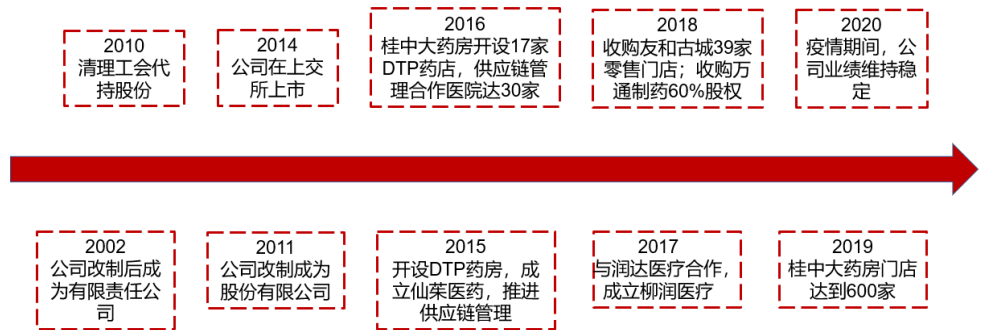 2010
清理工会代
持股份
2014
公司在上交
所上市
2016
桂中大药房开设17家
DTP药店，供应链管
理合作医院达30家
2018
收购友和古城39家
零售门店；收购万
通制药60%股权
2020
疫情期间，公
司业绩维持稳
定
2002
公司改制后成
为有限责任公
司
2011
公司改制成为
股份有限公司
2015
开设DTP药房，成
立仙茱医药，推进
供应链管理
2017
与润达医疗合作，
成立柳润医疗
2019
桂中大药房门店
达到600家